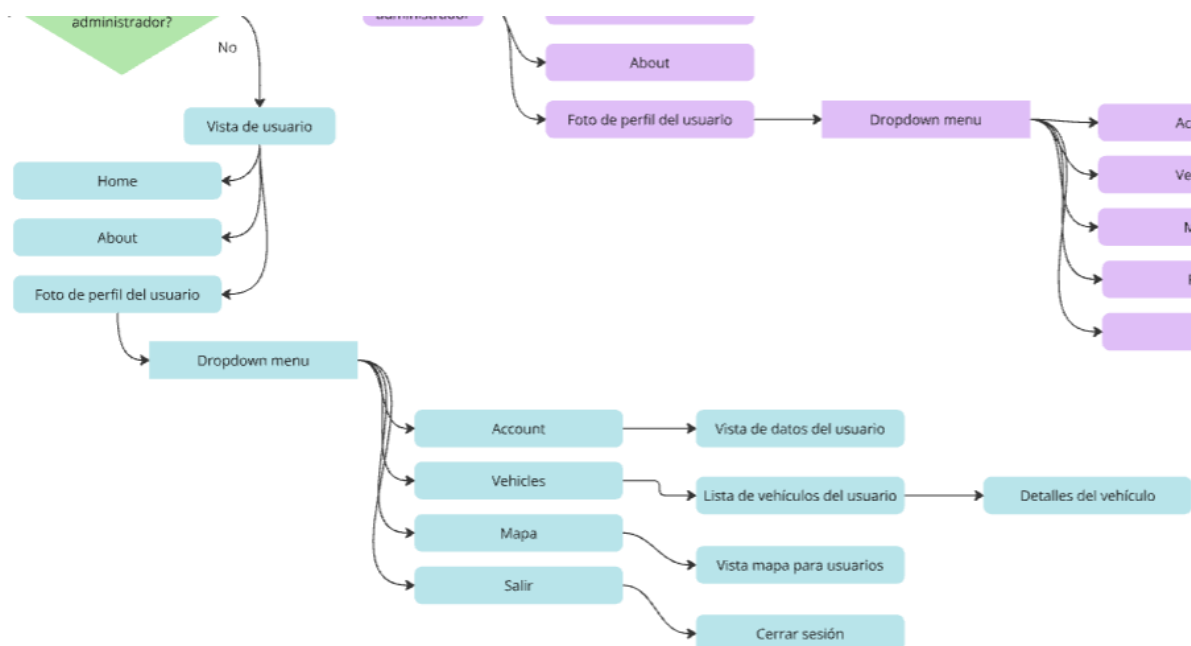 administrador?
No
administrador
About
Foto de perfil del usuario
Dropdown menu
Vista de usuario
Home
About
Foto de perfil del usuario
Dropdown menu
Account
Vista de datos del usuario
Vehicles
Lista de vehículos del usuario
Detalles del vehículo
Mapa
Vista mapa para usuarios
Salir
Cerrar sesión